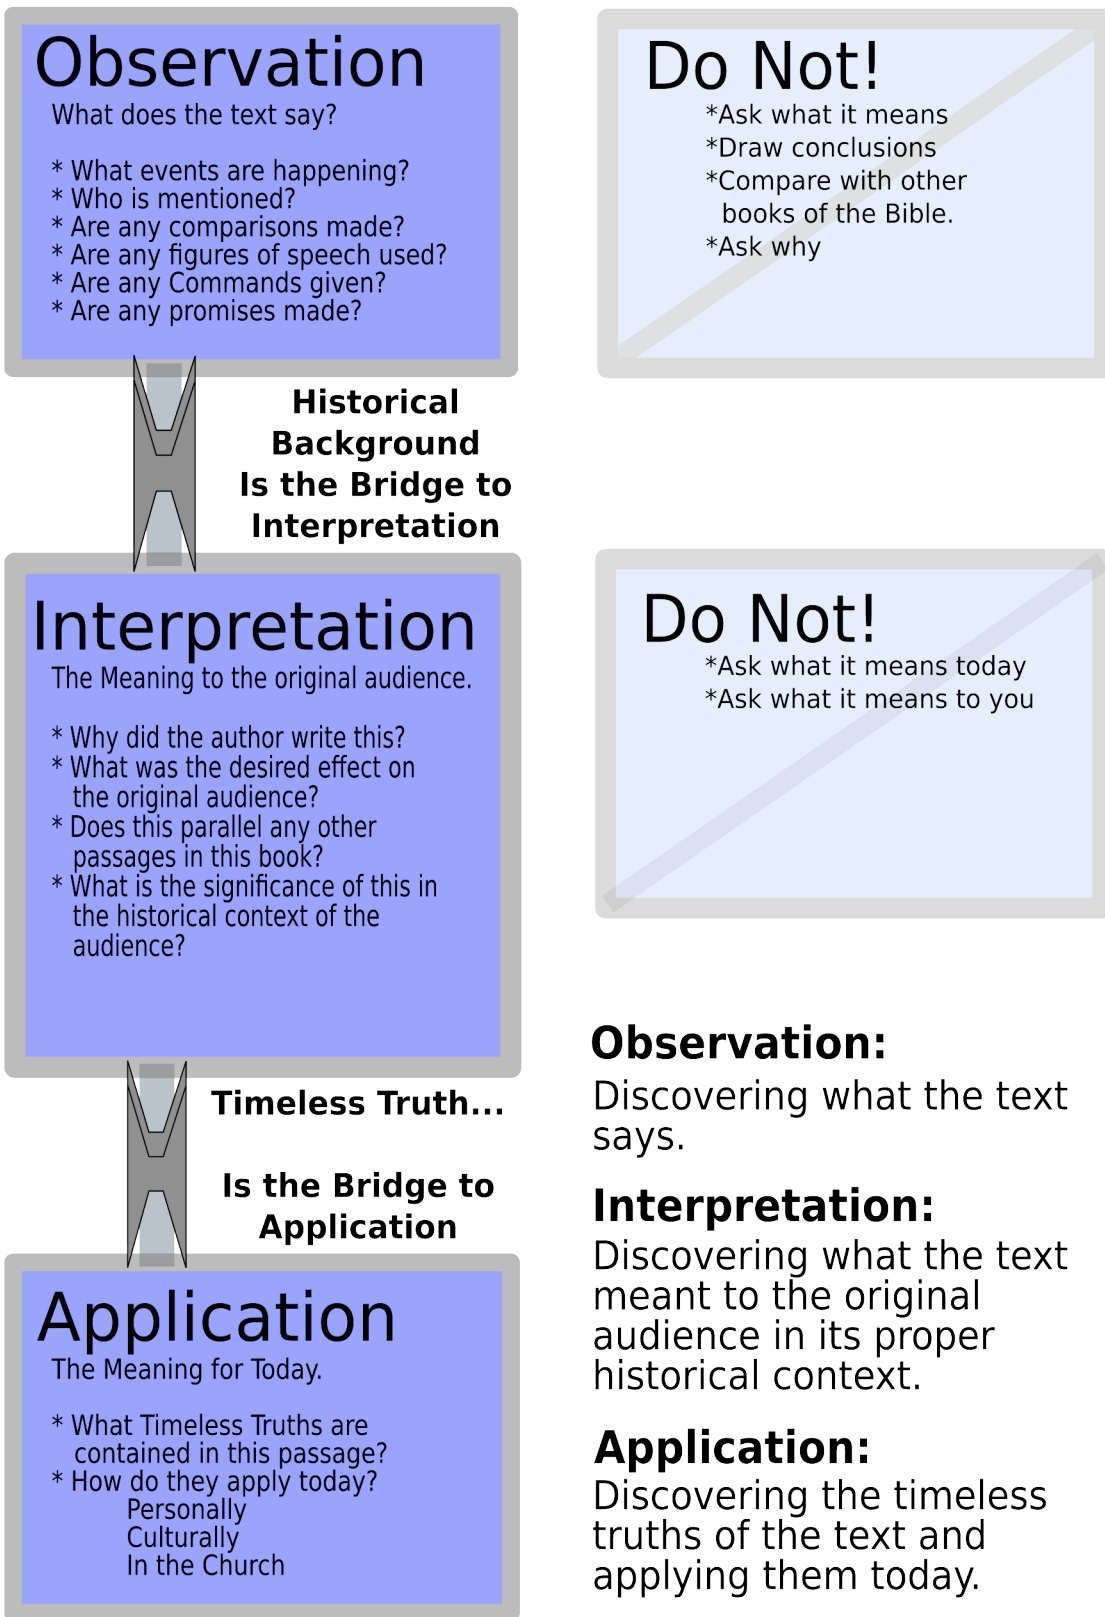 Observation
What does the text say?
* What events are happening?
* Who is mentioned?
* Are any comparisons made?
* Are any figures of speech used?
* Are any Commands given?
* Are any promises made?
Do Not!
*Ask what it means
*Draw conclusions
*Compare with other
books of the Bible.
*Ask why
Historical
Background
Is the Bridge to
Interpretation
Interpretation
The Meaning to the original audience.
* Why did the author write this?
* What was the desired effect on
the original audience?
* Does this parallel any other
passages in this book?
* What is the significance of this in
the historical context of the
audience?
Do Not!
*Ask what it means today
*Ask what it means to you
Timeless Truth...
Is the Bridge to
Application
Application
The Meaning for Today.
* What Timeless Truths are
contained in this passage?
* How do they apply today?
Personally
Culturally
In the Church
Observation:
Discovering what the text
says.
Interpretation:
Discovering what the text
meant to the original
audience in its proper
historical context.
Application:
Discovering the timeless
truths of the text and
applying them today.